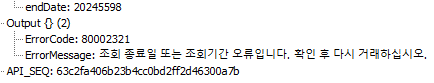 endDate: 20245598
Output {} (2)
ErrorCode: 80002321
ErrorMessage: 조회 종료일 또는 조회기간 오류입니다. 확인 후 다시 거래하십시오.
API_SEQ: 63c2fa406b23b4cc0bd2ff2d46300a7b